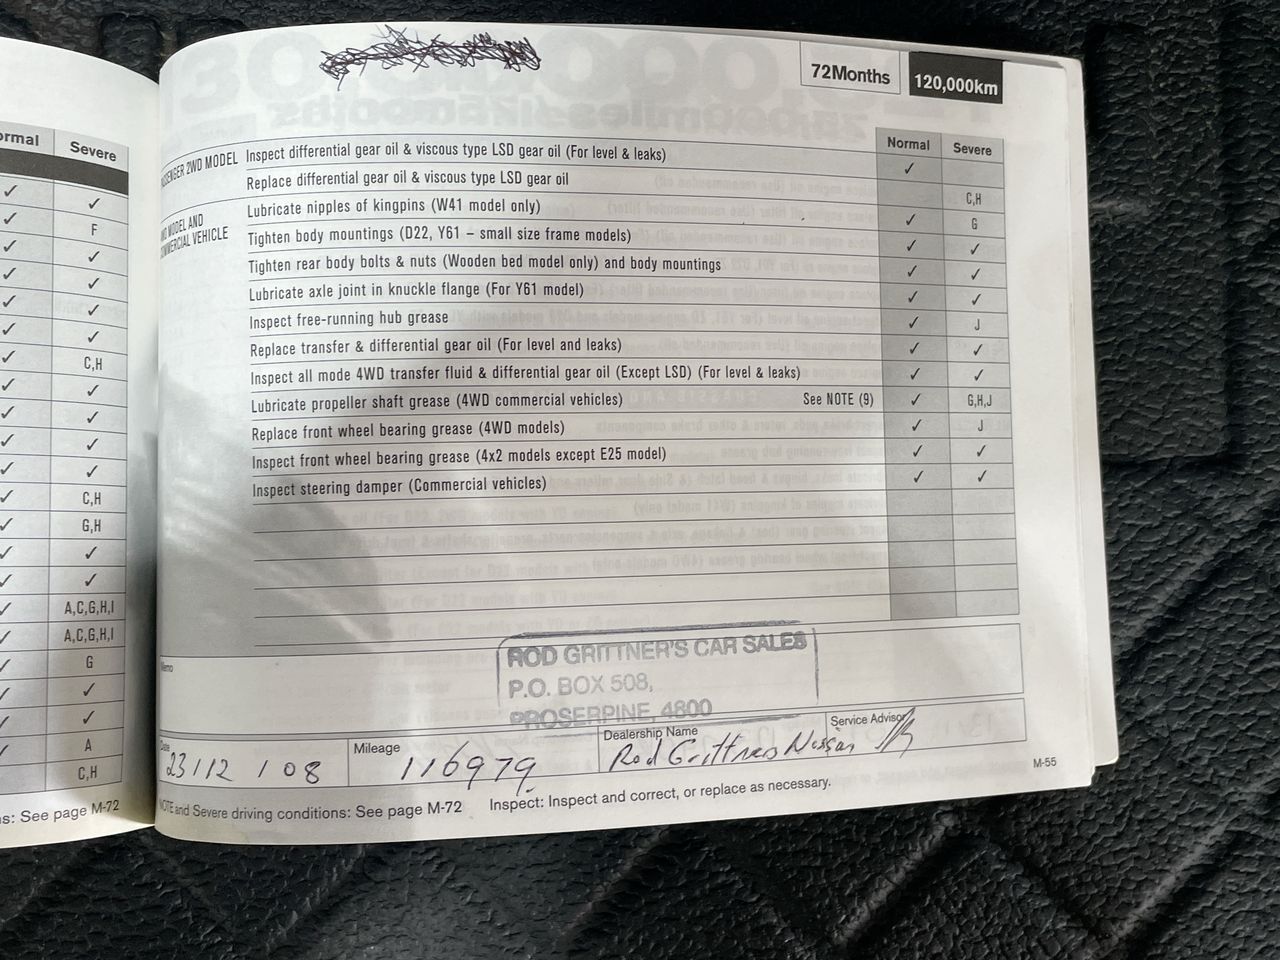 72Months 120,000km
ormal Severe
F
C,H
C,H
G,H
A,C,G,H,I
A,C,G,H,I
G
A
C,H
s: See page M-72
Normal Severe
ENGER 2WD MODEL Inspect differential gear oil & viscous type LSD gear oil (For level & leaks) ✓
Replace differential gear oil & viscous type LSD gear oil C,H
MODEL AND
VEHICLE
Lubricate nipples of kingpins (W41 model only) ✓ G
Tighten body mountings (D22, Y61 – small size frame models) ✓ ✓
Tighten rear body bolts & nuts (Wooden bed model only) and body mountings ✓ ✓
Lubricate axle joint in knuckle flange (For Y61 model) ✓ ✓
Inspect free-running hub grease ✓ J
Replace transfer & differential gear oil (For level and leaks) ✓ ✓
Inspect all mode 4WD transfer fluid & differential gear oil (Except LSD) (For level & leaks) ✓ ✓
Lubricate propeller shaft grease (4WD commercial vehicles) See NOTE (9) ✓ G,H,J
Replace front wheel bearing grease (4WD models) ✓ J
Inspect front wheel bearing grease (4x2 models except E25 model) ✓ ✓
Inspect steering damper (Commercial vehicles) ✓ ✓
Memo
ROD GRITTNER'S CAR SALES
P.O. BOX 508,
PROSERPINE, 4800
Date Mileage Dealership Name Service Advisor
23/12/08 116979 Rod Grittners Nissan
M-55
NOTE and Severe driving conditions: See page M-72 Inspect: Inspect and correct, or replace as necessary.